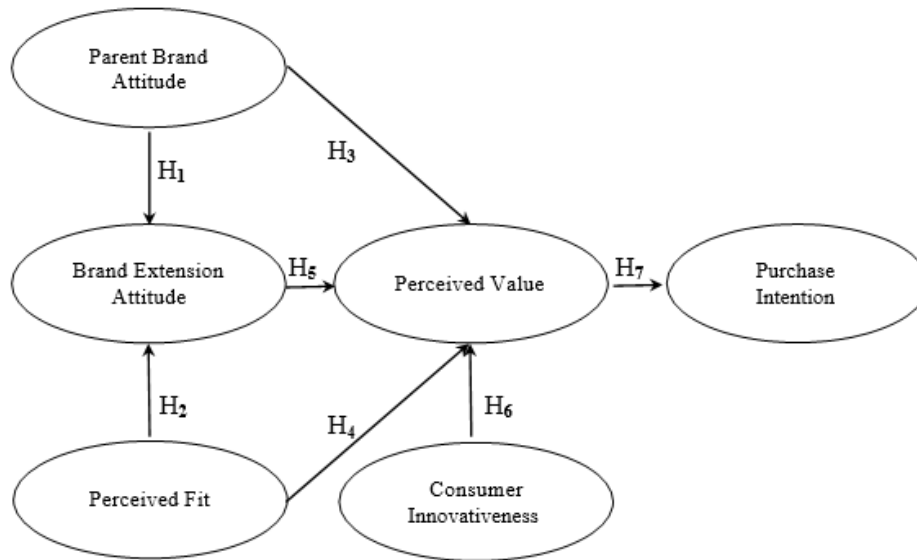 Parent Brand
Attitude
H3
H1
Brand Extension
Attitude
H5
Perceived Value
H7
Purchase
Intention
H2
H4
H6
Perceived Fit
Consumer
Innovativeness